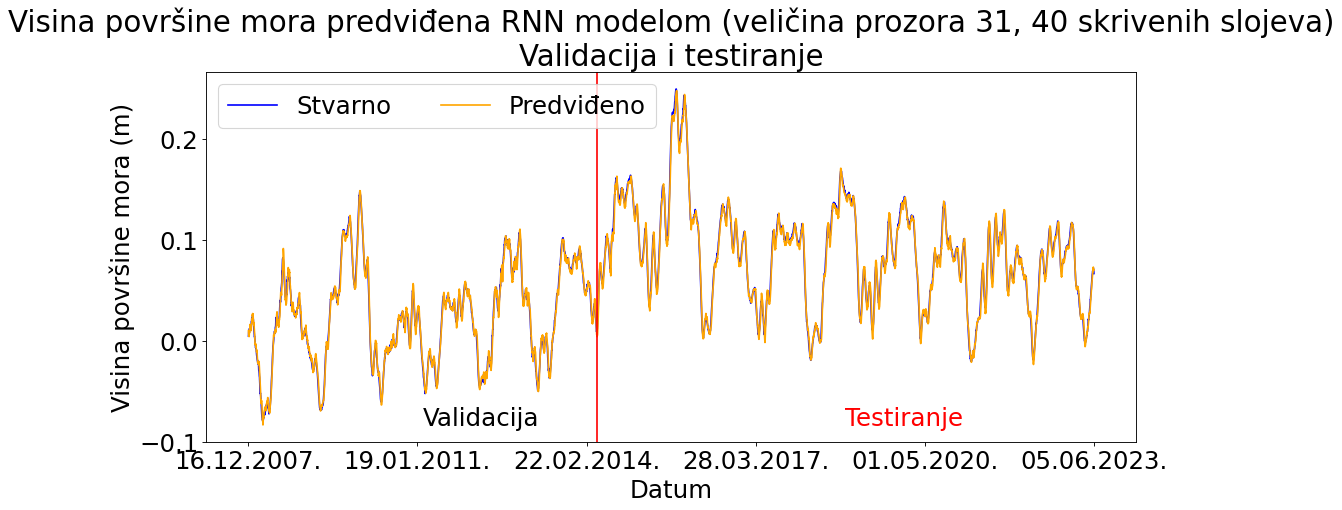 Visina površine mora predviđena RNN modelom (veličina prozora 31, 40 skrivenih slojeva)
Validacija i testiranje
Stvarno
Predviđeno
Visina površine mora (m)
0.2
0.1
0.0
−0.1
Validacija
Testiranje
16.12.2007.
19.01.2011.
22.02.2014.
28.03.2017.
01.05.2020.
05.06.2023.
Datum